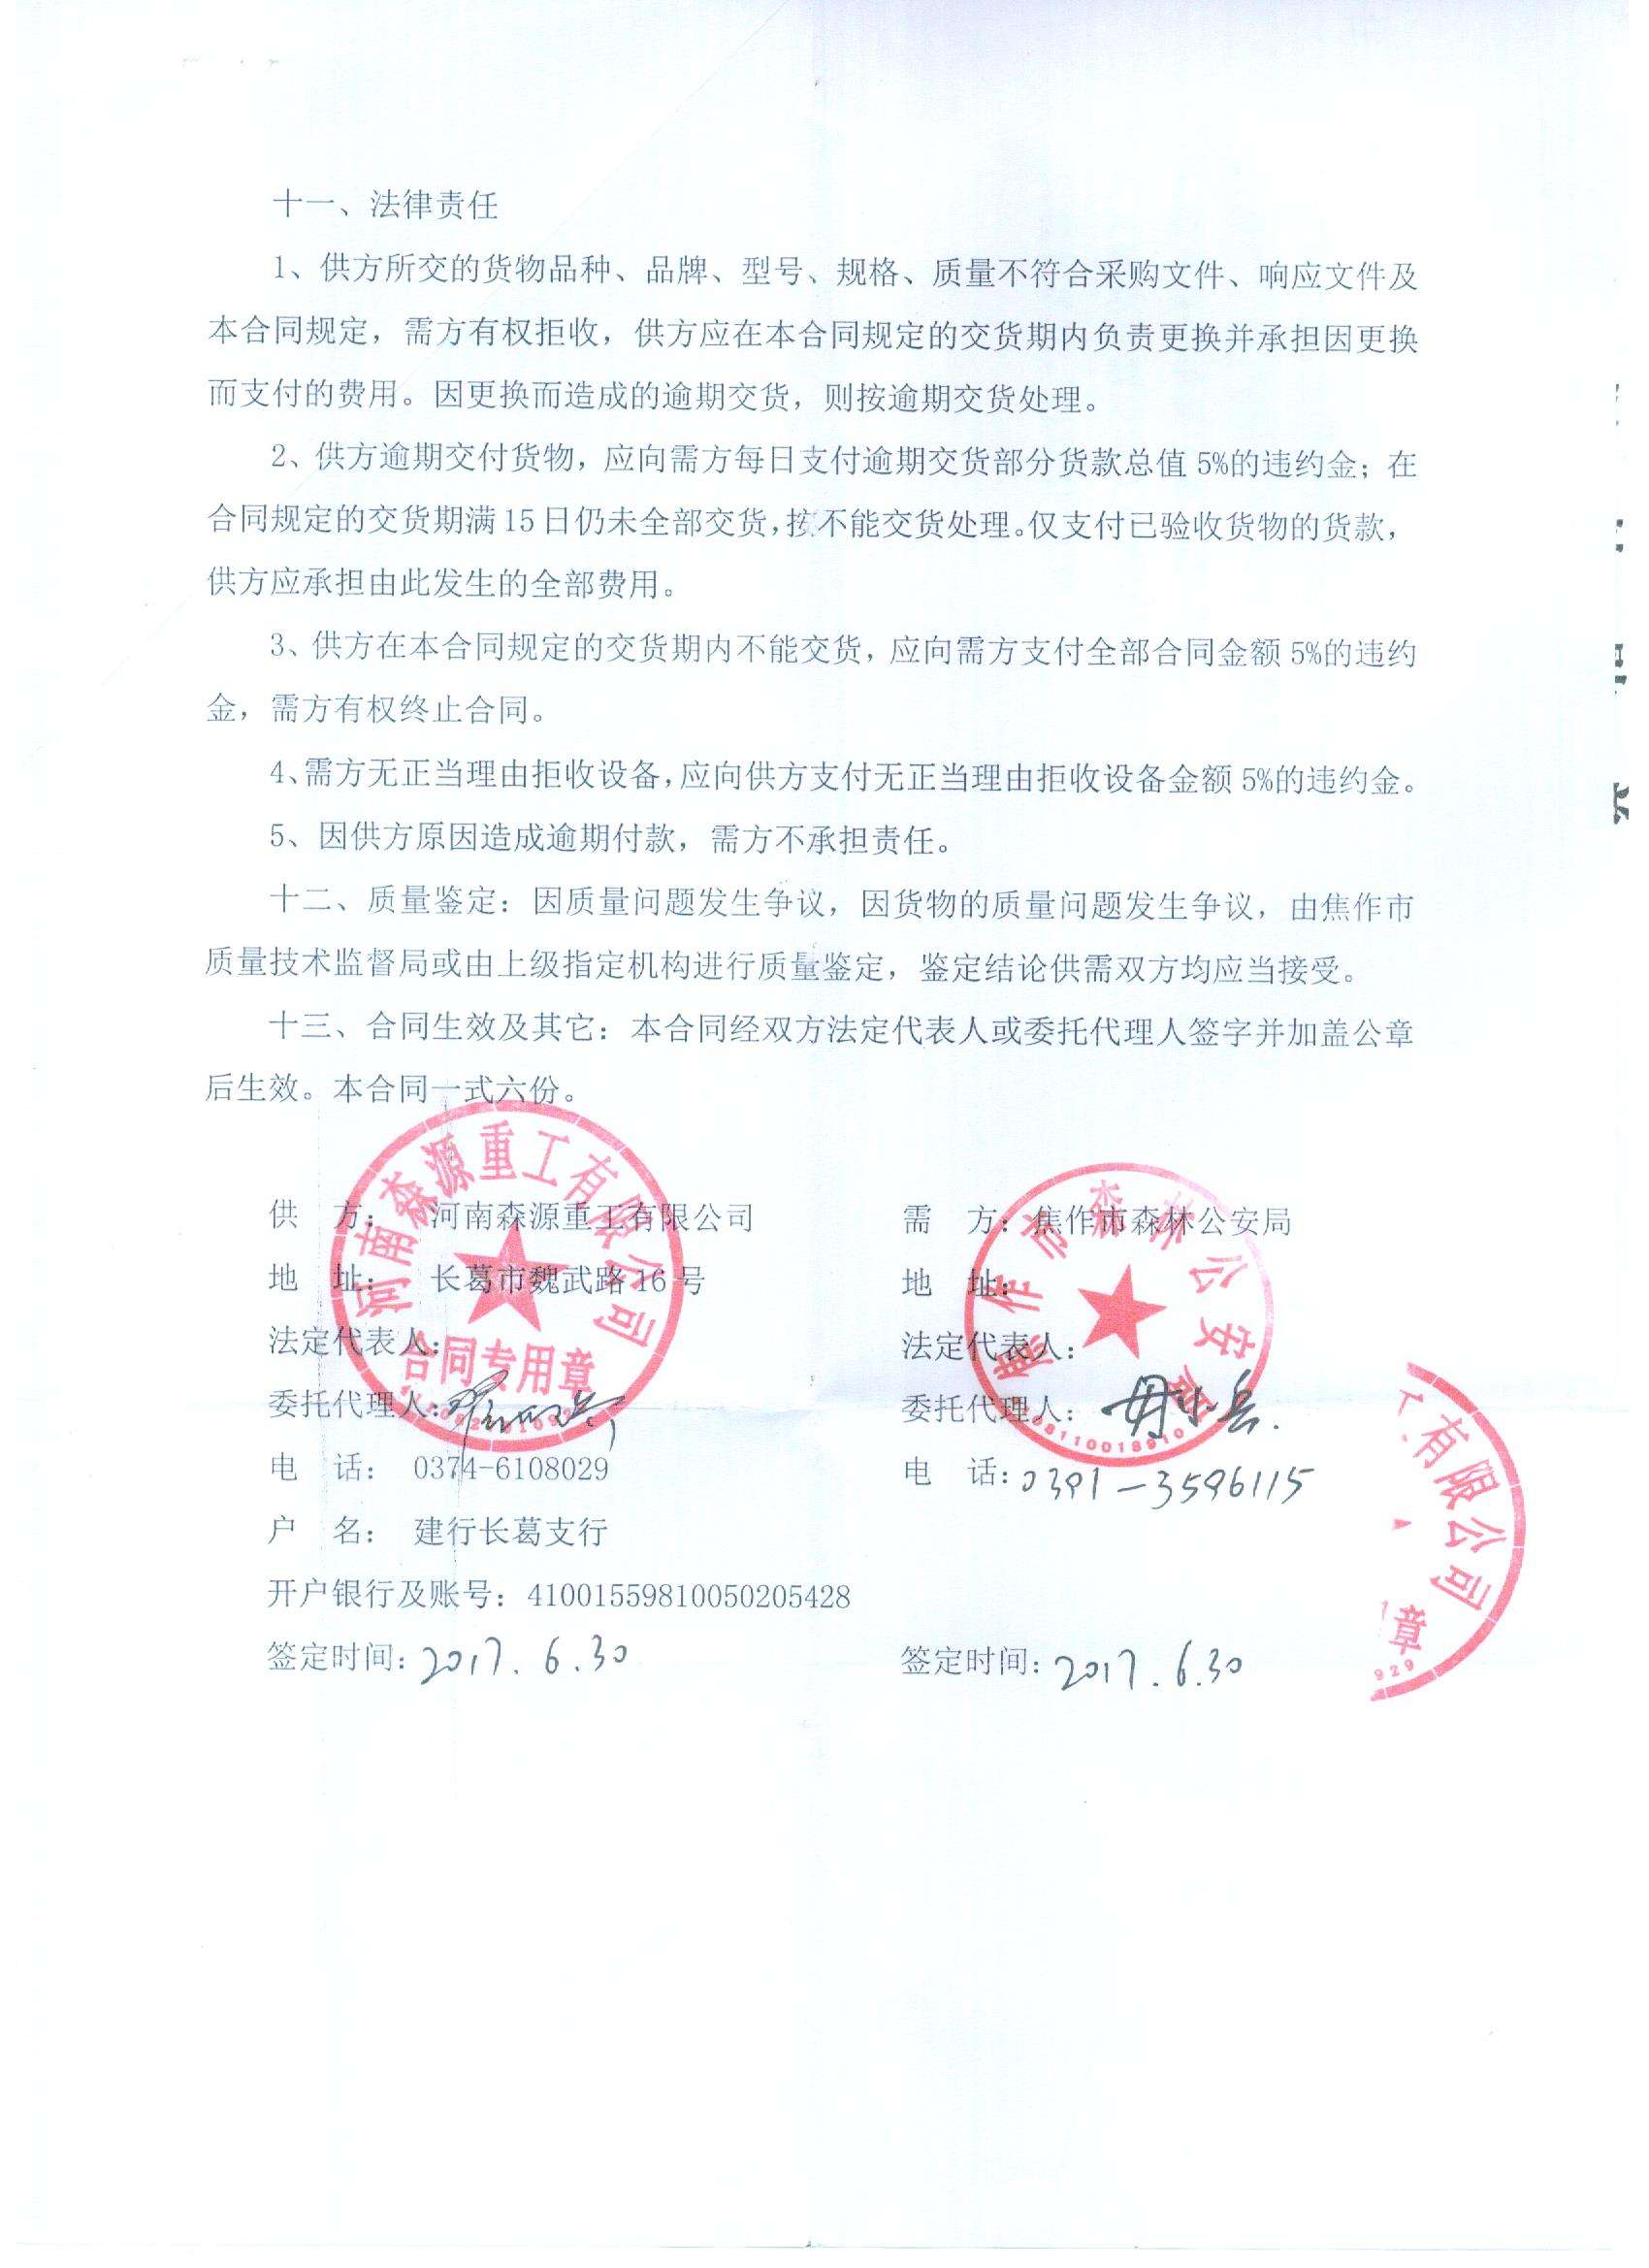 十一、法律责任
1、供方所交的货物品种、品牌、型号、规格、质量不符合采购文件、响应文件及
本合同规定，需方有权拒收，供方应在本合同规定的交货期内负责更换并承担因更换
而支付的费用。因更换而造成的逾期交货，则按逾期交货处理。
2、供方逾期交付货物，应向需方每日支付逾期交货部分货款总值 5%的违约金；在
合同规定的交货期满 15 日仍未全部交货，按不能交货处理。仅支付已验收货物的货款，
供方应承担由此发生的全部费用。
3、供方在本合同规定的交货期内不能交货，应向需方支付全部合同金额 5%的违约
金，需方有权终止合同。
4、需方无正当理由拒收设备，应向供方支付无正当理由拒收设备金额 5%的违约金。
5、因供方原因造成逾期付款，需方不承担责任。
十二、质量鉴定：因质量问题发生争议，因货物的质量问题发生争议，由焦作市
质量技术监督局或由上级指定机构进行质量鉴定，鉴定结论供需双方均应当接受。
十三、合同生效及其它：本合同经双方法定代表人或委托代理人签字并加盖公章
后生效。本合同一式六份。
供 方： 河南森源重工有限公司
地 址： 长葛市魏武路 16 号
法定代表人：
委托代理人：
电 话： 0374-6108029
户 名： 建行长葛支行
开户银行及账号：41001559810050205428
签定时间：2017.6.30
需 方：焦作市森林公安局
地 址：
法定代表人：
委托代理人：毋小兵.
电 话：0391-3596115
签定时间：2017.6.30
河南森源重工有限公司
合同专用章
焦作市森林公安局
有限公司
章
929